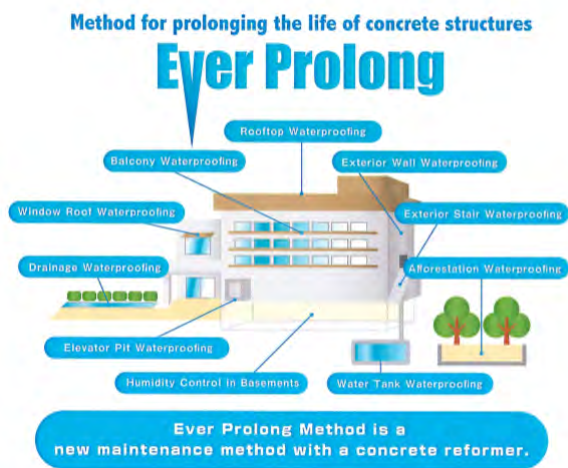 Method for prolonging the life of concrete structures
Ever Prolong
Rooftop Waterproofing
Balcony Waterproofing
Exterior Wall Waterproofing
Window Roof Waterproofing
Exterior Stair Waterproofing
Drainage Waterproofing
Afforestation Waterproofing
Elevator Pit Waterproofing
Humidity Control in Basements
Water Tank Waterproofing
Ever Prolong Method is a
new maintenance method with a concrete reformer.